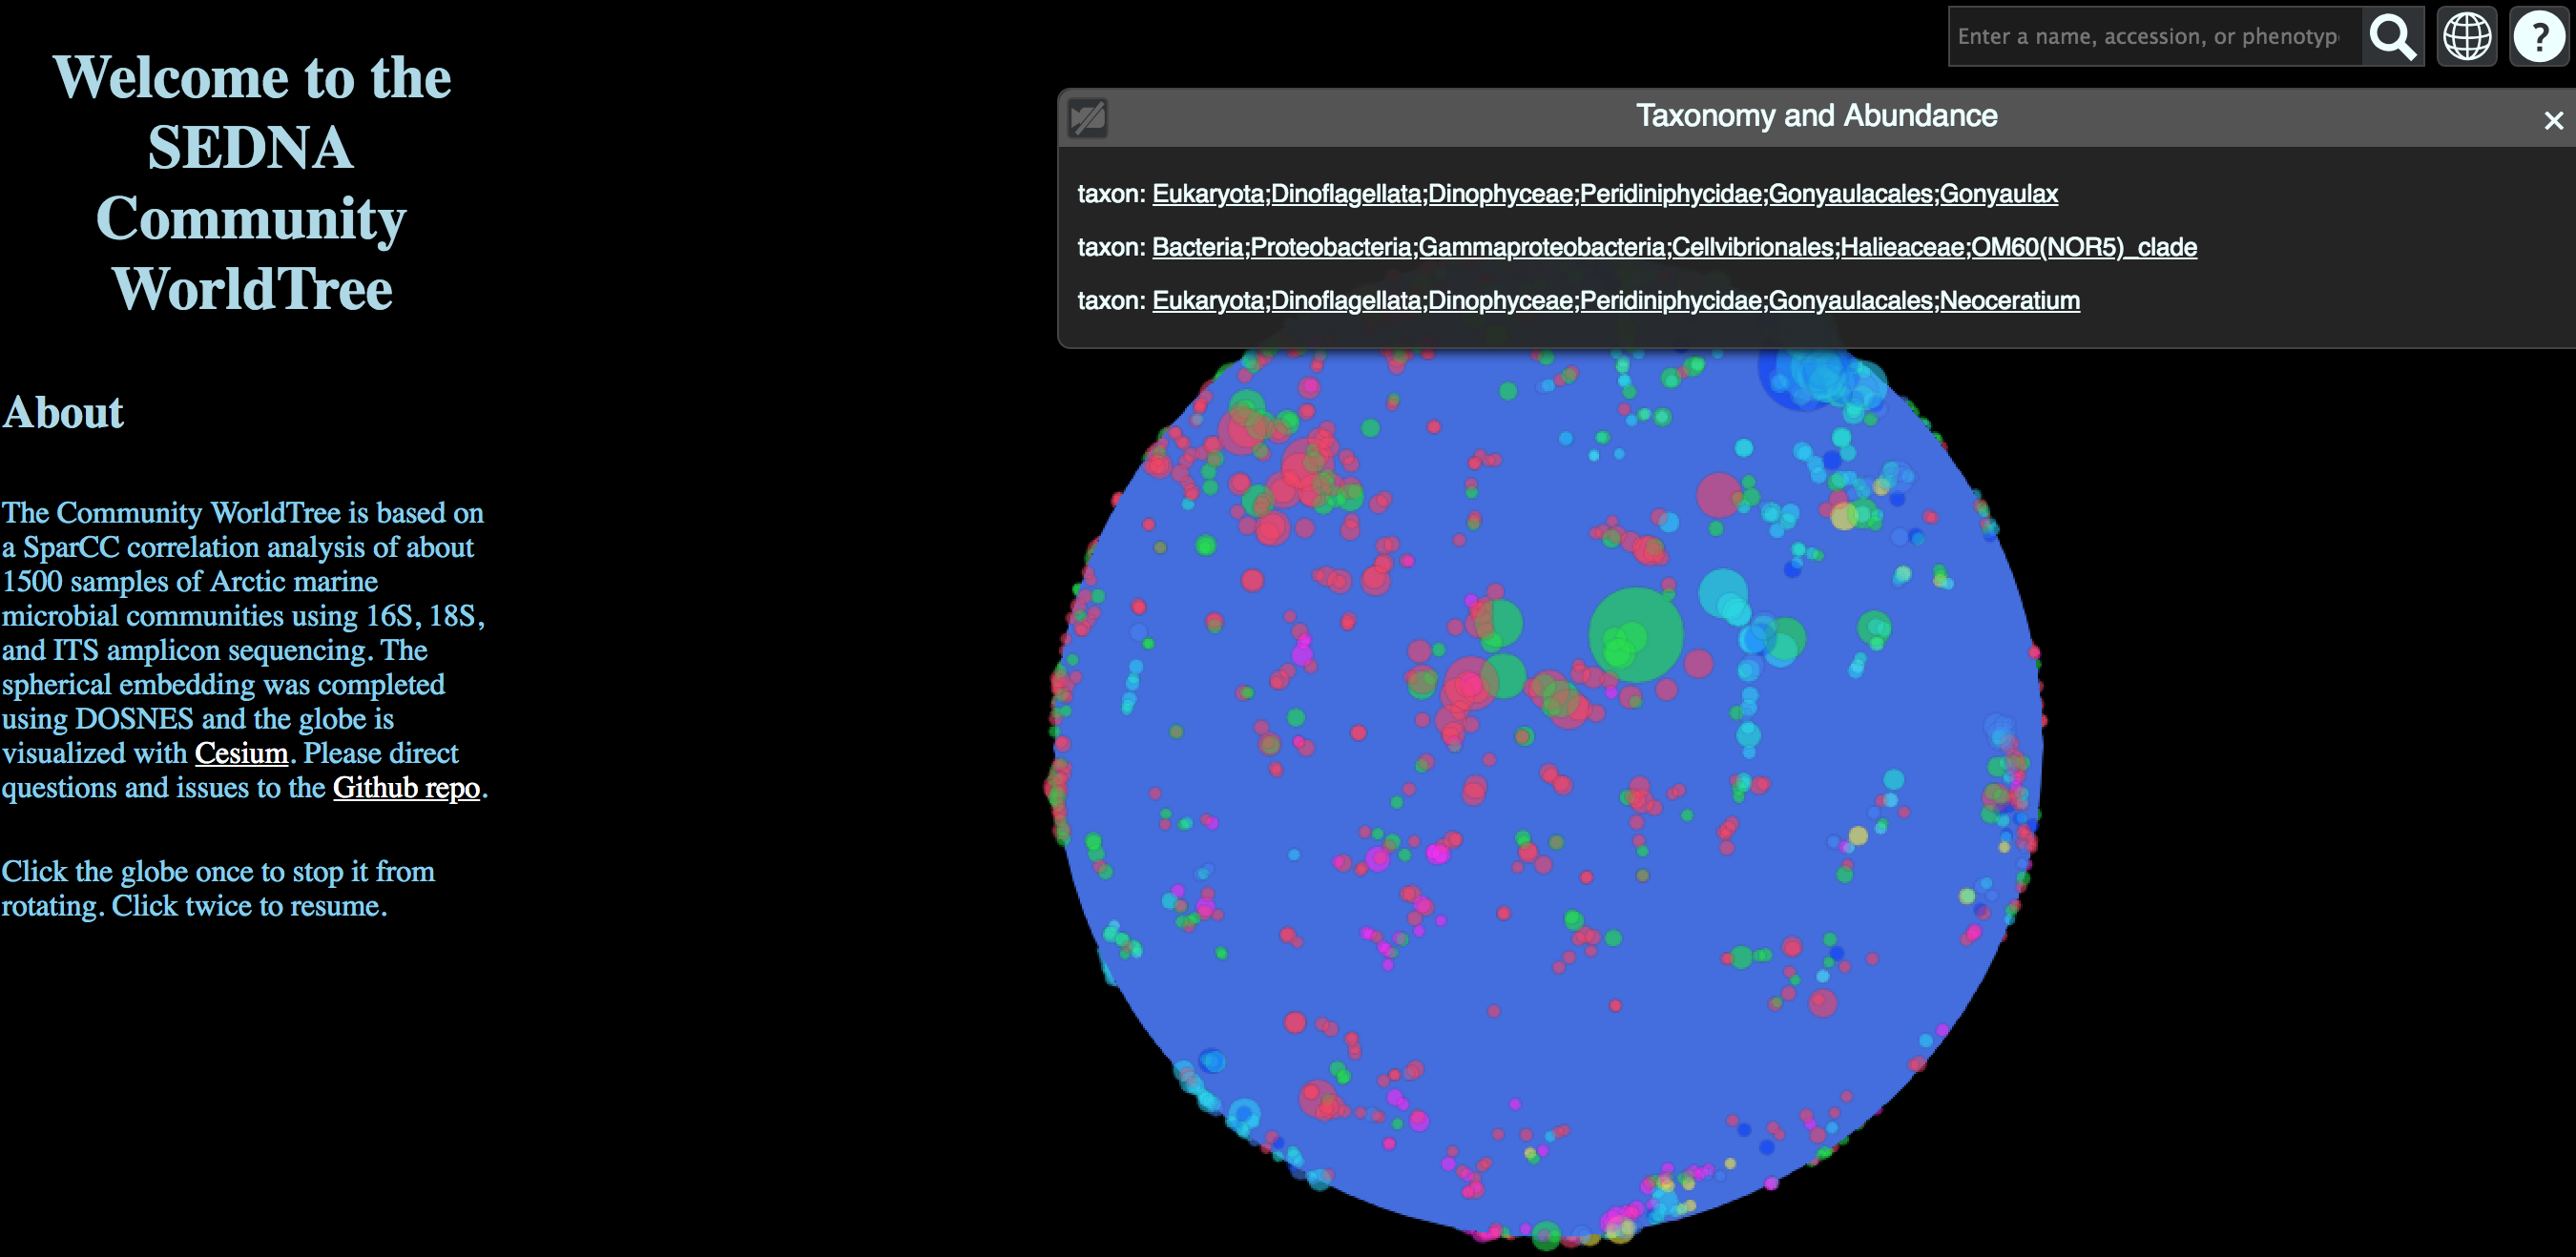 Welcome to the
SEDNA
Community
WorldTree
About
The Community WorldTree is based on
a SparCC correlation analysis of about
1500 samples of Arctic marine
microbial communities using 16S, 18S,
and ITS amplicon sequencing. The
spherical embedding was completed
using DOSNES and the globe is
visualized with Cesium. Please direct
questions and issues to the Github repo.
Click the globe once to stop it from
rotating. Click twice to resume.
Enter a name, accession, or phenotyp
?
Taxonomy and Abundance
taxon: Eukaryota;Dinoflagellata;Dinophyceae;Peridiniphycidae;Gonyaulacales;Gonyaulax
taxon: Bacteria;Proteobacteria;Gammaproteobacteria;Cellvibrionales;Halieaceae;OM60(NOR5)_clade
taxon: Eukaryota;Dinoflagellata;Dinophyceae;Peridiniphycidae;Gonyaulacales;Neoceratium